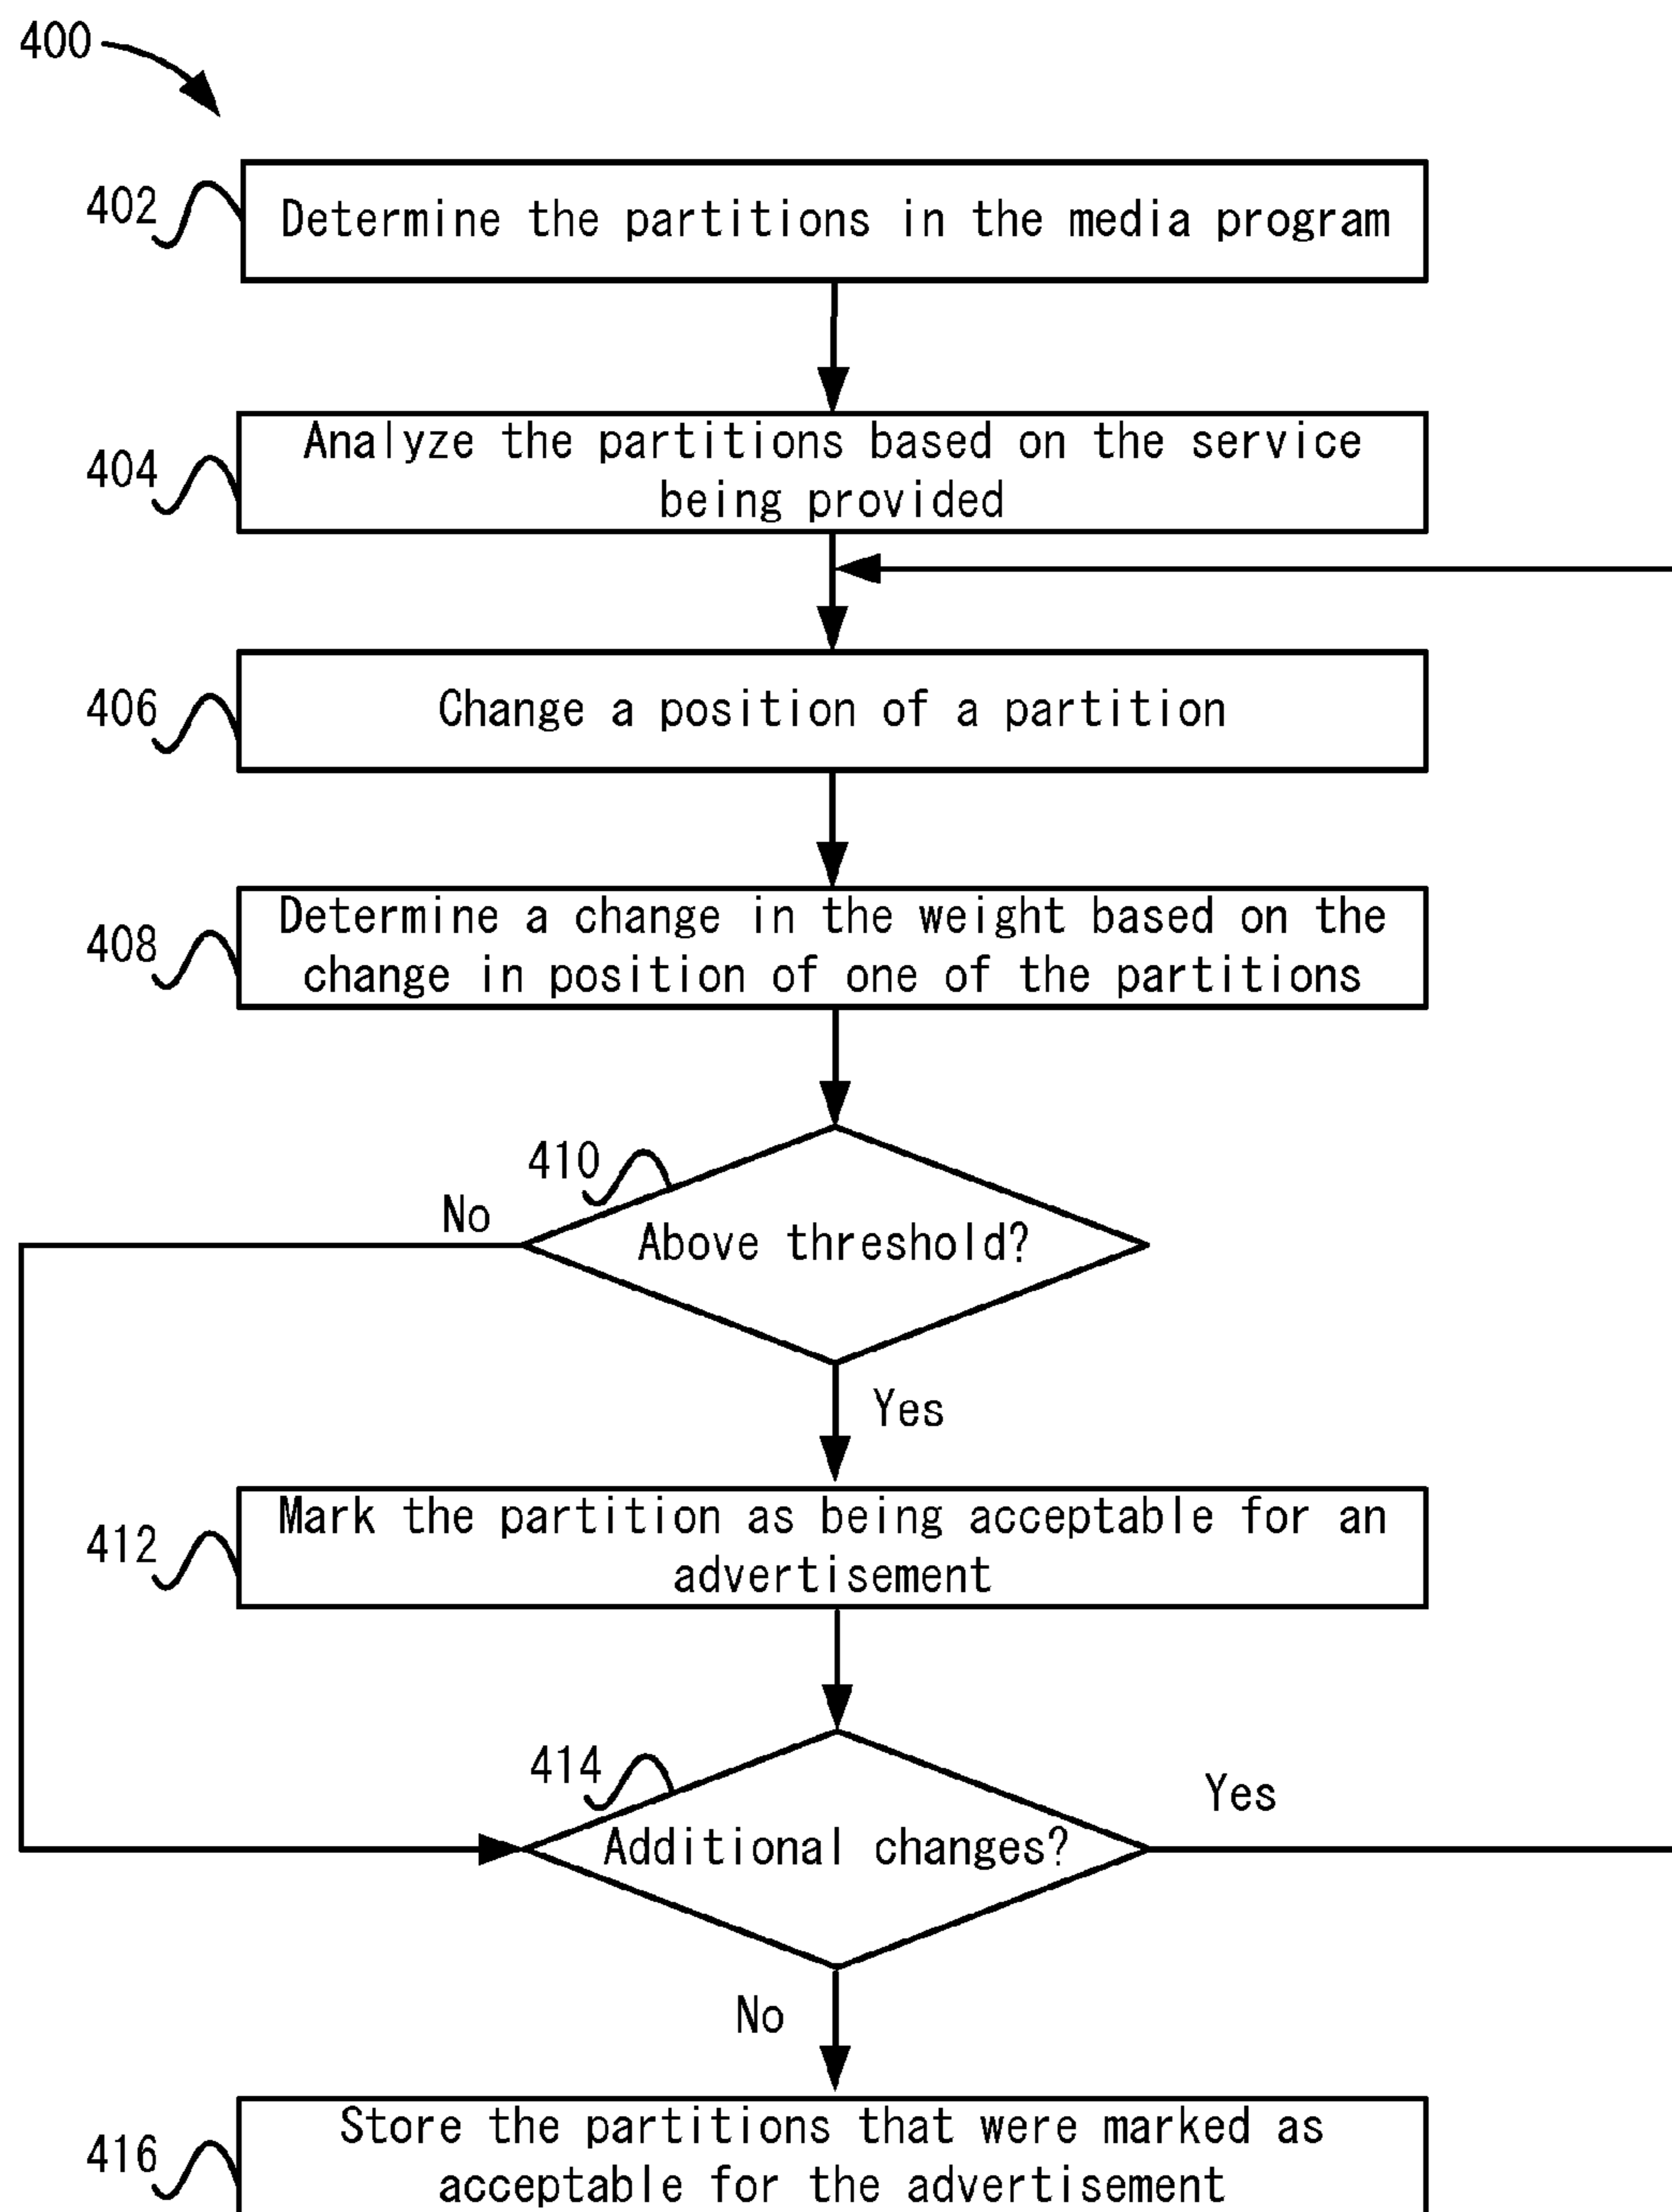 400
402
Determine the partitions in the media program
404
Analyze the partitions based on the service
being provided
406
Change a position of a partition
408
Determine a change in the weight based on the
change in position of one of the partitions
410
No
Above threshold?
Yes
412
Mark the partition as being acceptable for an
advertisement
414
Yes
Additional changes?
No
416
Store the partitions that were marked as
acceptable for the advertisement